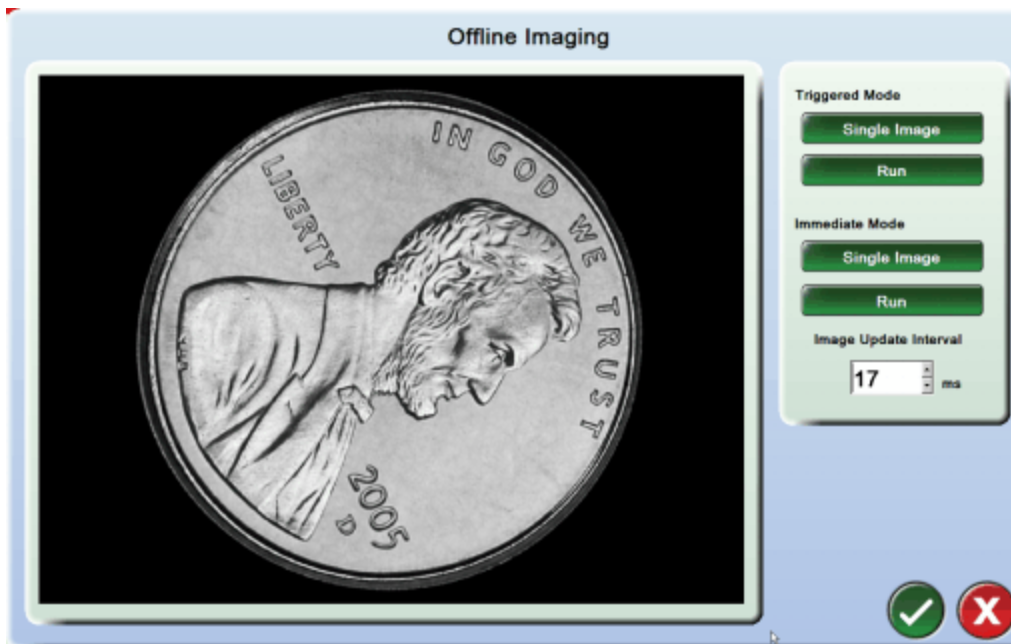 Offline Imaging
IN GOD WE TRUST
LIBERTY
2005
D
Triggered Mode
Single Image
Run
Immediate Mode
Single Image
Run
Image Update Interval
17 ms